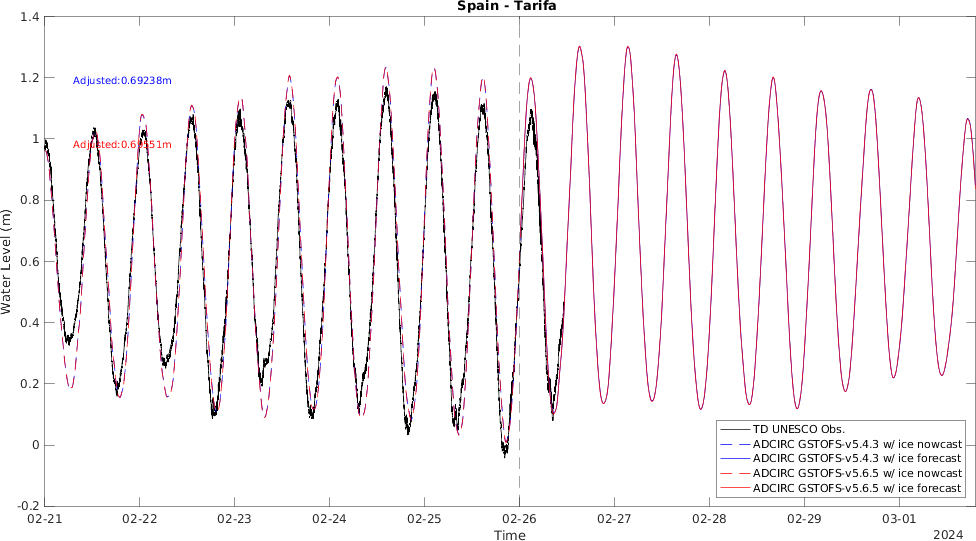 Spain - Tarifa
1.4
1.2
1
0.8
0.6
0.4
0.2
0
-0.2
Water Level (m)
Adjusted:0.69238m
02-21
02-22
02-23
02-24
02-25
02-26
02-27
02-28
02-29
03-01
Time
2024
TD UNESCO Obs.
ADCIRC GSTOFS-v5.4.3 w/ ice nowcast
ADCIRC GSTOFS-v5.4.3 w/ ice forecast
ADCIRC GSTOFS-v5.6.5 w/ ice nowcast
ADCIRC GSTOFS-v5.6.5 w/ ice forecast